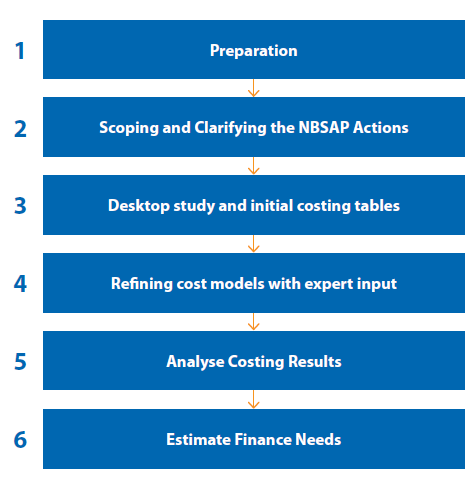 1 Preparation
2 Scoping and Clarifying the NBSAP Actions
3 Desktop study and initial costing tables
4 Refining cost models with expert input
5 Analyse Costing Results
6 Estimate Finance Needs